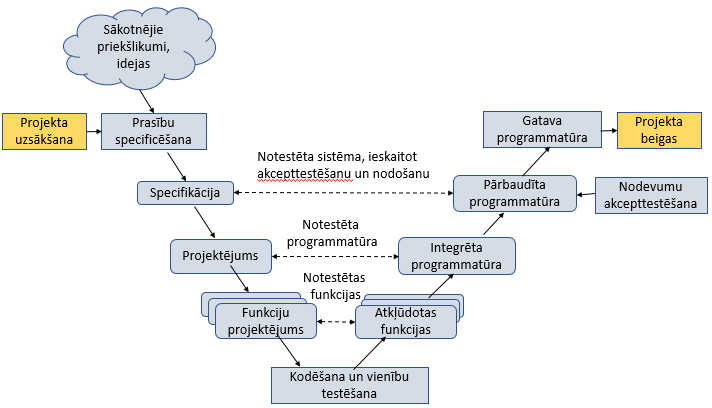 Sākotnējie
priekšlikumi,
idejas
Projekta
uzsākšana
Prasību
specificēšana
Gatava
programmatūra
Projekta
beigas
Notestēta sistēma, ieskaitot
akcepttestēšanu un nodošanu
Specifikācija
Pārbaudīta
programmatūra
Nodevumu
akcepttestēšana
Notestēta
programmatūra
Projektējums
Integrēta
programmatūra
Notestētas
funkcijas
Funkciju
projektējums
Atkļūdotas
funkcijas
Kodēšana un vienību
testēšana